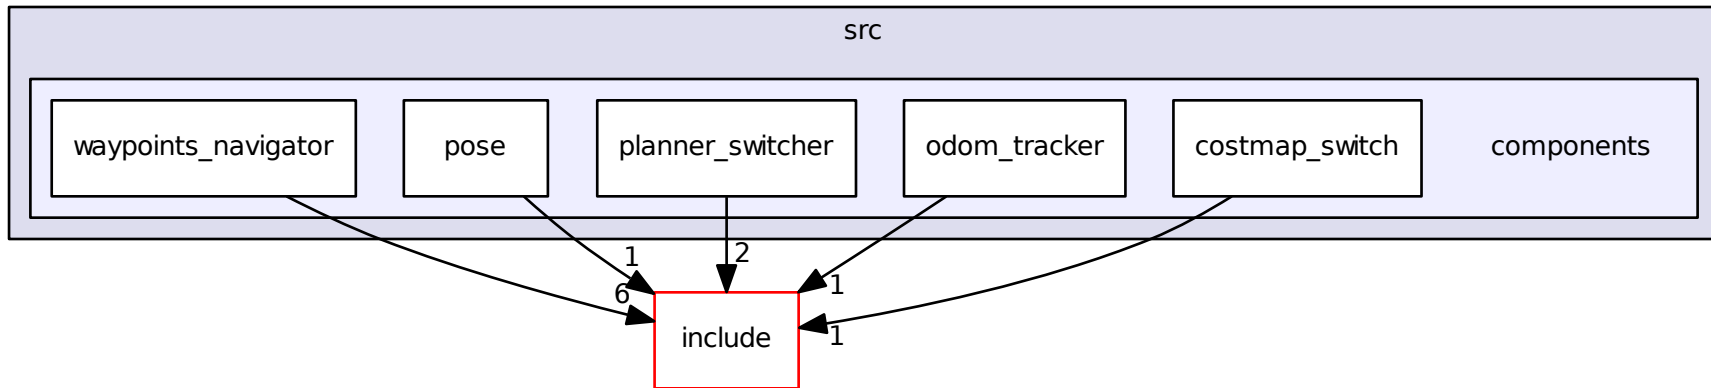 src
waypoints_navigator
pose
planner_switcher
odom_tracker
costmap_switch
components
1
2
6
1
1
include